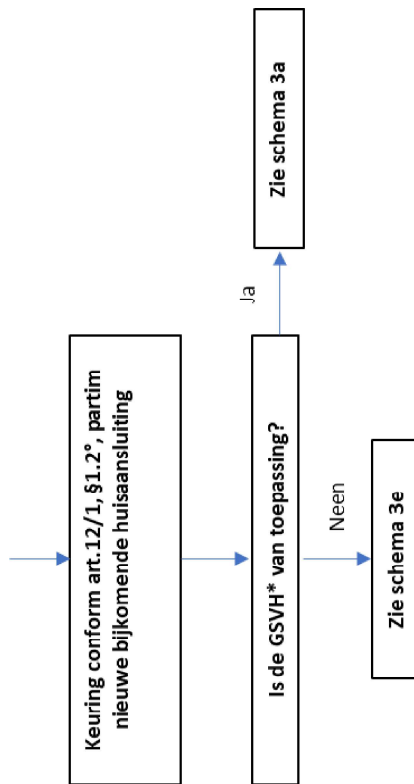 Keuring conform art.12/1, §1.2°, partim
nieuwe bijkomende huisaansluiting
Is de GSVH* van toepassing?
Ja
Zie schema 3a
Neen
Zie schema 3e